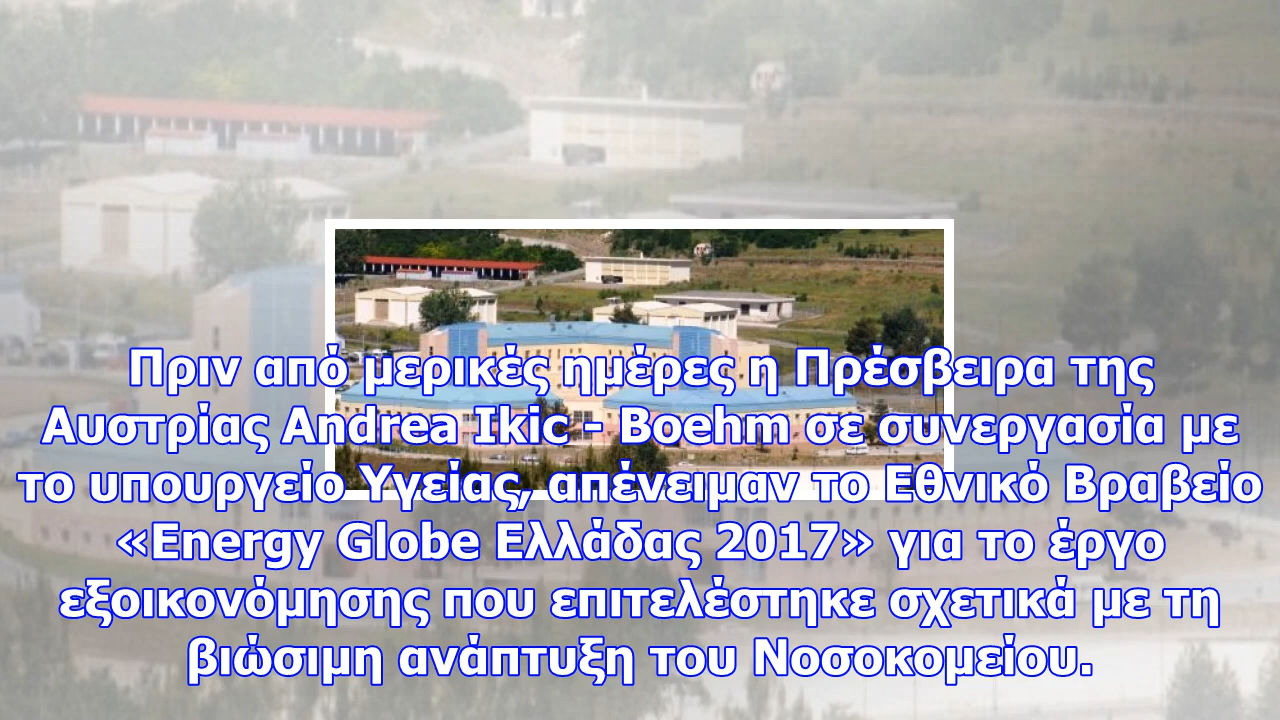 Πριν από μερικές ημέρες η Πρέσβειρα της
Αυστρίας Andrea Ikic - Boehm σε συνεργασία με
το υπουργείο Υγείας, απένειμαν το Εθνικό Βραβείο
«Energy Globe Ελλάδας 2017» για το έργο
εξοικονόμησης που επιτελέστηκε σχετικά με τη
βιώσιμη ανάπτυξη του Νοσοκομείου.